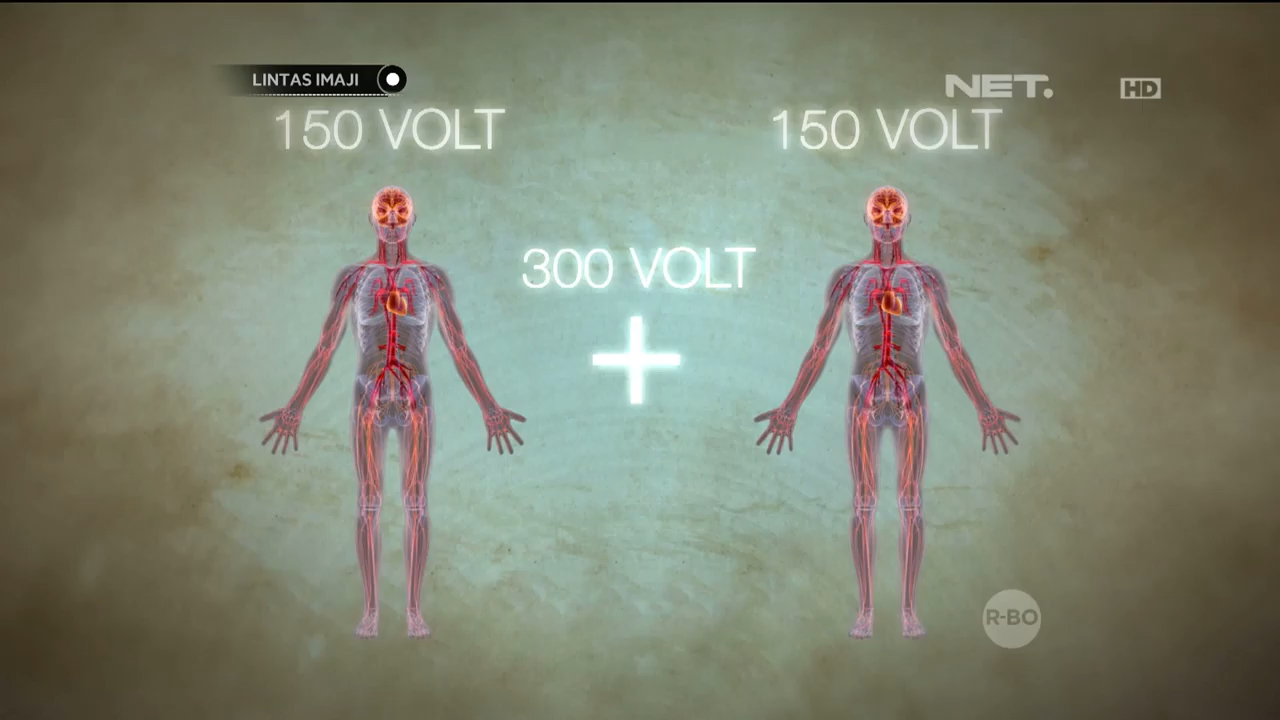 LINTAS IMAJI
NET.
HD
150 VOLT
150 VOLT
300 VOLT
+
R-BO